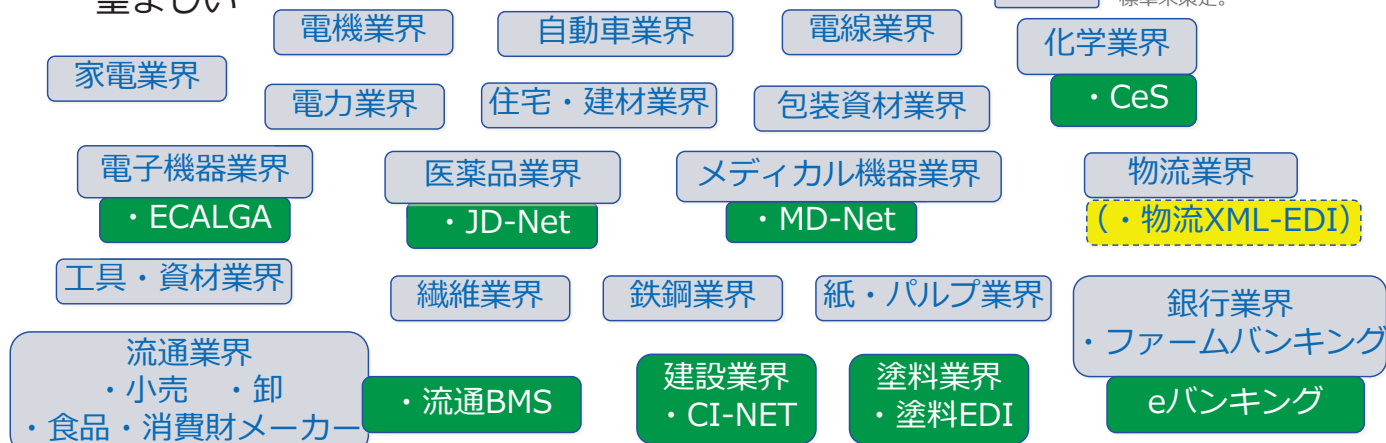 望ましい
標準未策定。
電機業界
自動車業界
電線業界
化学業界
・CeS
家電業界
電力業界
住宅・建材業界
包装資材業界
電子機器業界
・ECALGA
医薬品業界
・JD-Net
メディカル機器業界
・MD-Net
物流業界
（・物流XML-EDI）
工具・資材業界
繊維業界
鉄鋼業界
紙・パルプ業界
銀行業界
・ファームバンキング
eバンキング
流通業界
・小売　・卸
・食品・消費財メーカー
・流通BMS
建設業界
・CI-NET
塗料業界
・塗料EDI